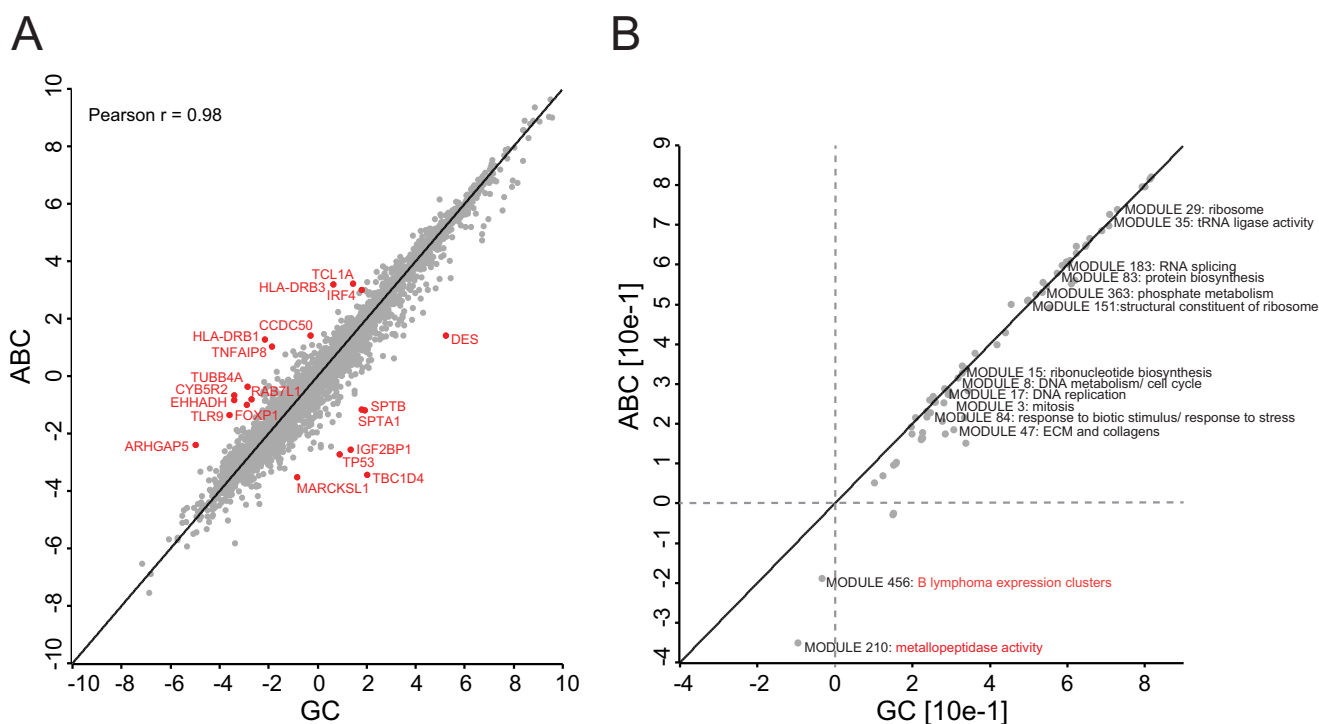 A
Pearson r = 0.98
10
8
6
4
2
0
-2
-4
-6
-8
-10
ABC
TCL1A
HLA-DRB3
IRF4
CCDC50
HLA-DRB1
TNFAIP8
DES
TUBB4A
CYB5R2
RAB7L1
EHHADH
TLR9
FOXP1
SPTB
SPTA1
ARHGAP5
IGF2BP1
TP53
TBC1D4
MARCKSL1
-10 -8 -6 -4 -2 0 2 4 6 8 10
GC
B
9
8
7
6
5
4
3
2
1
0
-1
-2
-3
-4
ABC [10e-1]
MODULE 29: ribosome
MODULE 35: tRNA ligase activity
MODULE 183: RNA splicing
MODULE 83: protein biosynthesis
MODULE 363: phosphate metabolism
MODULE 151:structural constituent of ribosome
MODULE 15: ribonucleotide biosynthesis
MODULE 8: DNA metabolism/ cell cycle
MODULE 17: DNA replication
MODULE 3: mitosis
MODULE 84: response to biotic stimulus/ response to stress
MODULE 47: ECM and collagens
MODULE 456: B lymphoma expression clusters
MODULE 210: metallopeptidase activity
-4 -2 0 2 4 6 8
GC [10e-1]